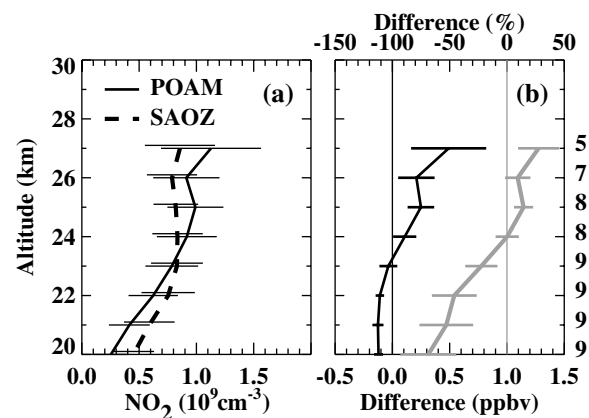 Difference (%)
-150 -100 -50 0 50
30
28
26
24
22
20
Altitude (km)
POAM
SAOZ
(a)
(b)
5
7
8
8
9
9
9
9
0.0 0.5 1.0 1.5
-0.5 0.0 0.5 1.0 1.5
NO2 (10^9cm^-3)
Difference (ppbv)